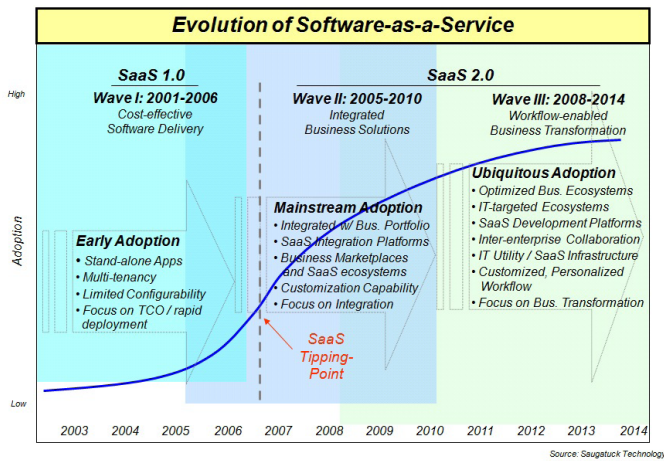 Evolution of Software-as-a-Service
SaaS 1.0
SaaS 2.0
High
Wave I: 2001-2006
Cost-effective
Software Delivery
Wave II: 2005-2010
Integrated
Business Solutions
Wave III: 2008-2014
Workflow-enabled
Business Transformation
Adoption
Early Adoption
• Stand-alone Apps
• Multi-tenancy
• Limited Configurability
• Focus on TCO / rapid
deployment
Mainstream Adoption
• Integrated w/ Bus. Portfolio
• SaaS Integration Platforms
• Business Marketplaces
and SaaS ecosystems
• Customization Capability
• Focus on Integration
Ubiquitous Adoption
• Optimized Bus. Ecosystems
• IT-targeted Ecosystems
• SaaS Development Platforms
• Inter-enterprise Collaboration
• IT Utility / SaaS Infrastructure
• Customized, Personalized
Workflow
• Focus on Bus. Transformation
SaaS
Tipping-
Point
Low
2003 2004 2005 2006 2007 2008 2009 2010 2011 2012 2013 2014
Source: Saugatuck Technology